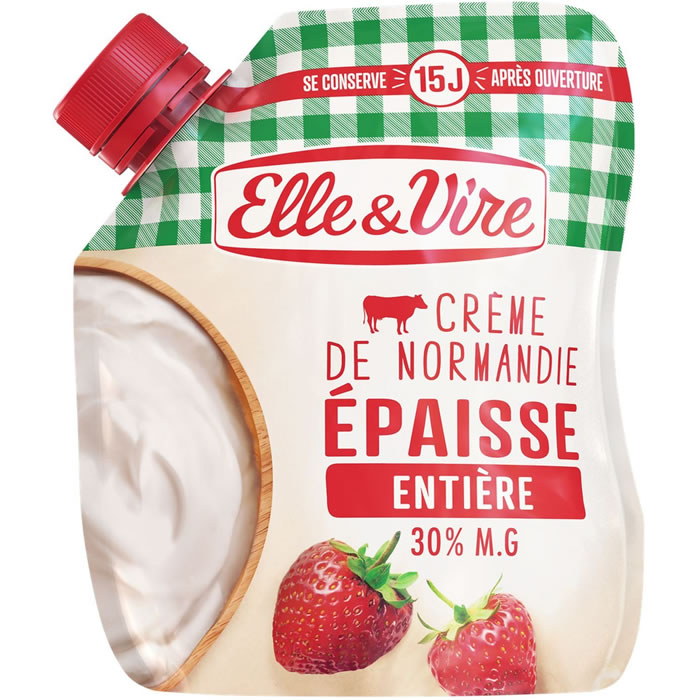 SE CONSERVE 15J APRÈS OUVERTURE
Elle & Vire
CRÈME
DE NORMANDIE
ÉPAISSE
ENTIÈRE
30% M.G